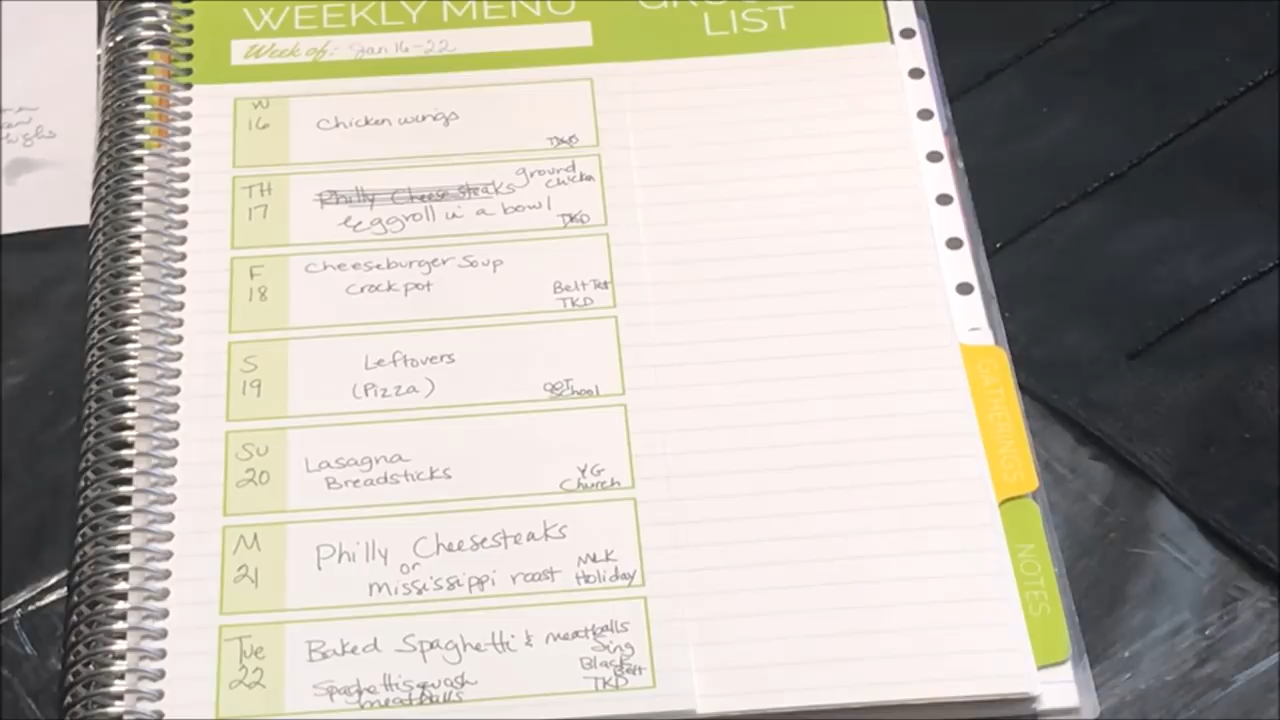 WEEKLY MENU
LIST
Week of:- Jan 16-22
W
16
Chicken wings
TKD
TH
17
Philly Cheesesteaks ground
chicken
eggroll in a bowl
TKD
F
18
Cheeseburger Soup
Crockpot
Belt Test
TKD
S
19
Leftovers
(Pizza)
School
SU
20
Lasagna
Breadsticks
YG
Church
M
21
Philly Cheesesteaks
or
mississippi roast
MLK
Holiday
Tue
22
Baked Spaghetti & meatballs
Spaghetti squash
meatballs
Sing
Black
Belt
TKD
GATHERINGS
NOTES